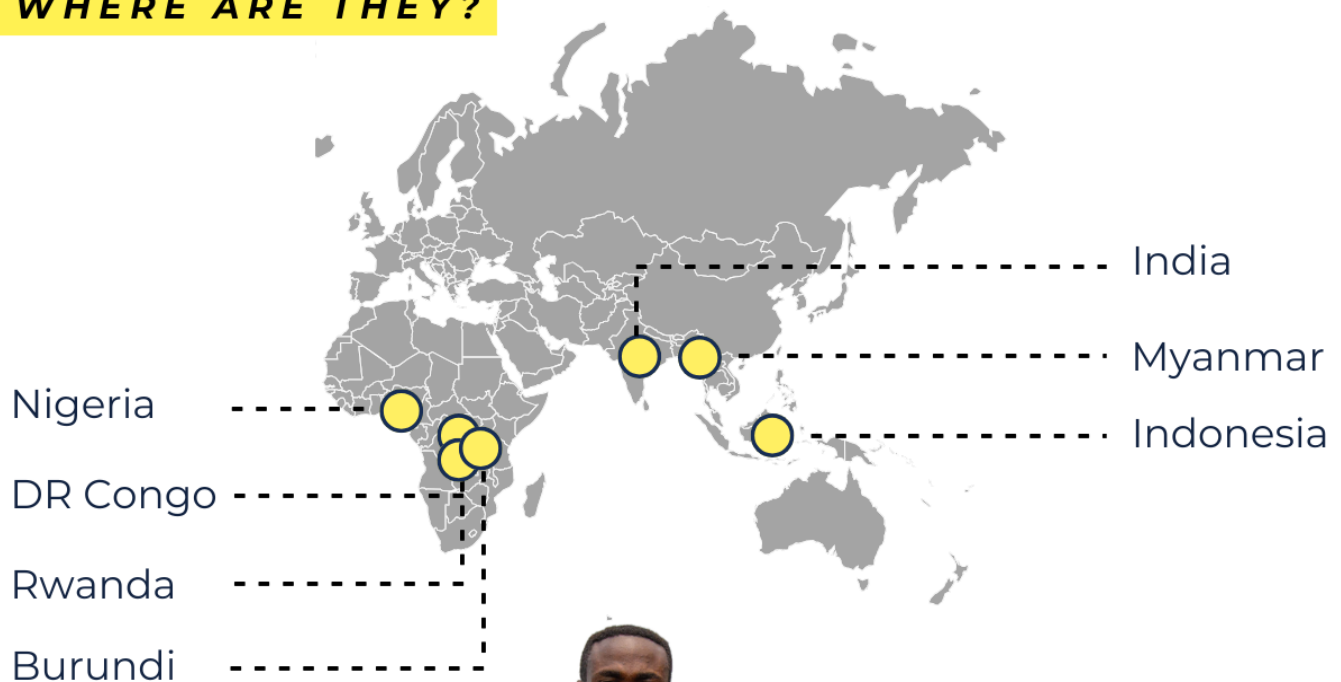 WHERE ARE THEY?
India
Myanmar
Nigeria
Indonesia
DR Congo
Rwanda
Burundi